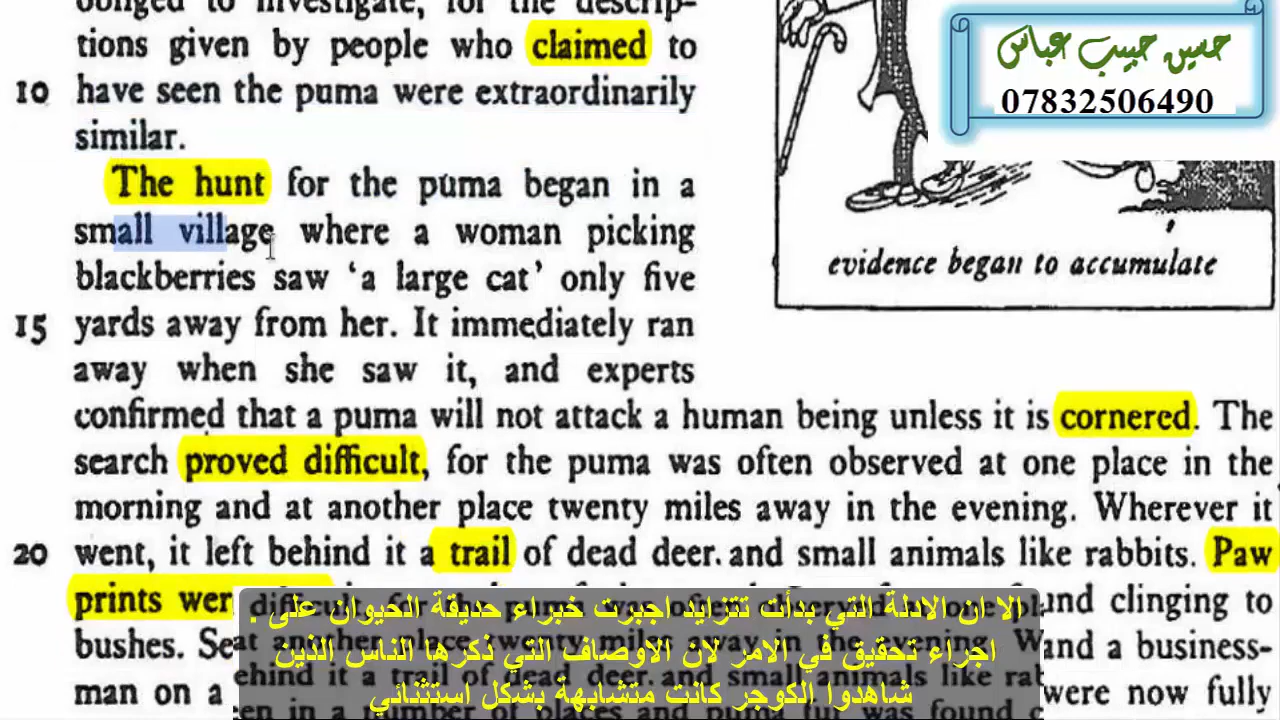 obliged to investigate, for the descrip-
tions given by people who claimed to
10 have seen the puma were extraordinarily
similar.
The hunt for the puma began in a
small village where a woman picking
blackberries saw ‘a large cat’ only five
15 yards away from her. It immediately ran
away when she saw it, and experts
confirmed that a puma will not attack a human being unless it is cornered. The
search proved difficult, for the puma was often observed at one place in the
morning and at another place twenty miles away in the evening. Wherever it
20 went, it left behind it a trail of dead deer. and small animals like rabbits. Paw
prints wer
und clinging to
bushes. Se
and a business-
man on a
were now fully
حسين حبيب عباس
07832506490
evidence began to accumulate
الا ان الادلة التي بدأت تتزايد اجبرت خبراء حديقة الحيوان على .
اجراء تحقيق في الامر لان الاوصاف التي ذكرها الناس الذين
شاهدوا الكوجر كانت متشابهة بشكل استثنائي